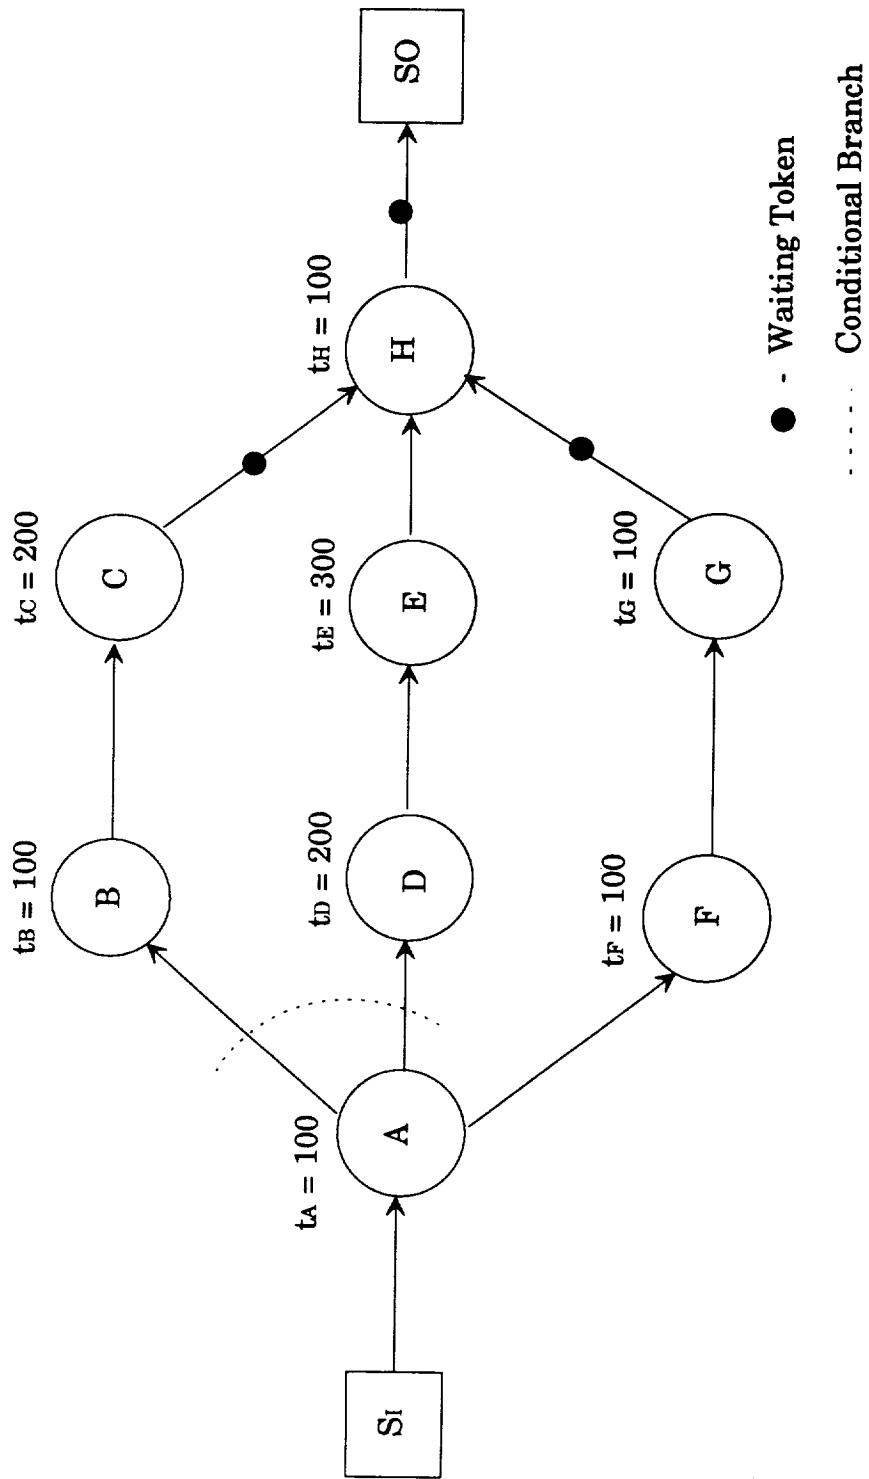 SI
tA = 100
A
tB = 100
B
tC = 200
C
tD = 200
D
tE = 300
E
tF = 100
F
tG = 100
G
tH = 100
H
SO
● - Waiting Token
.... Conditional Branch